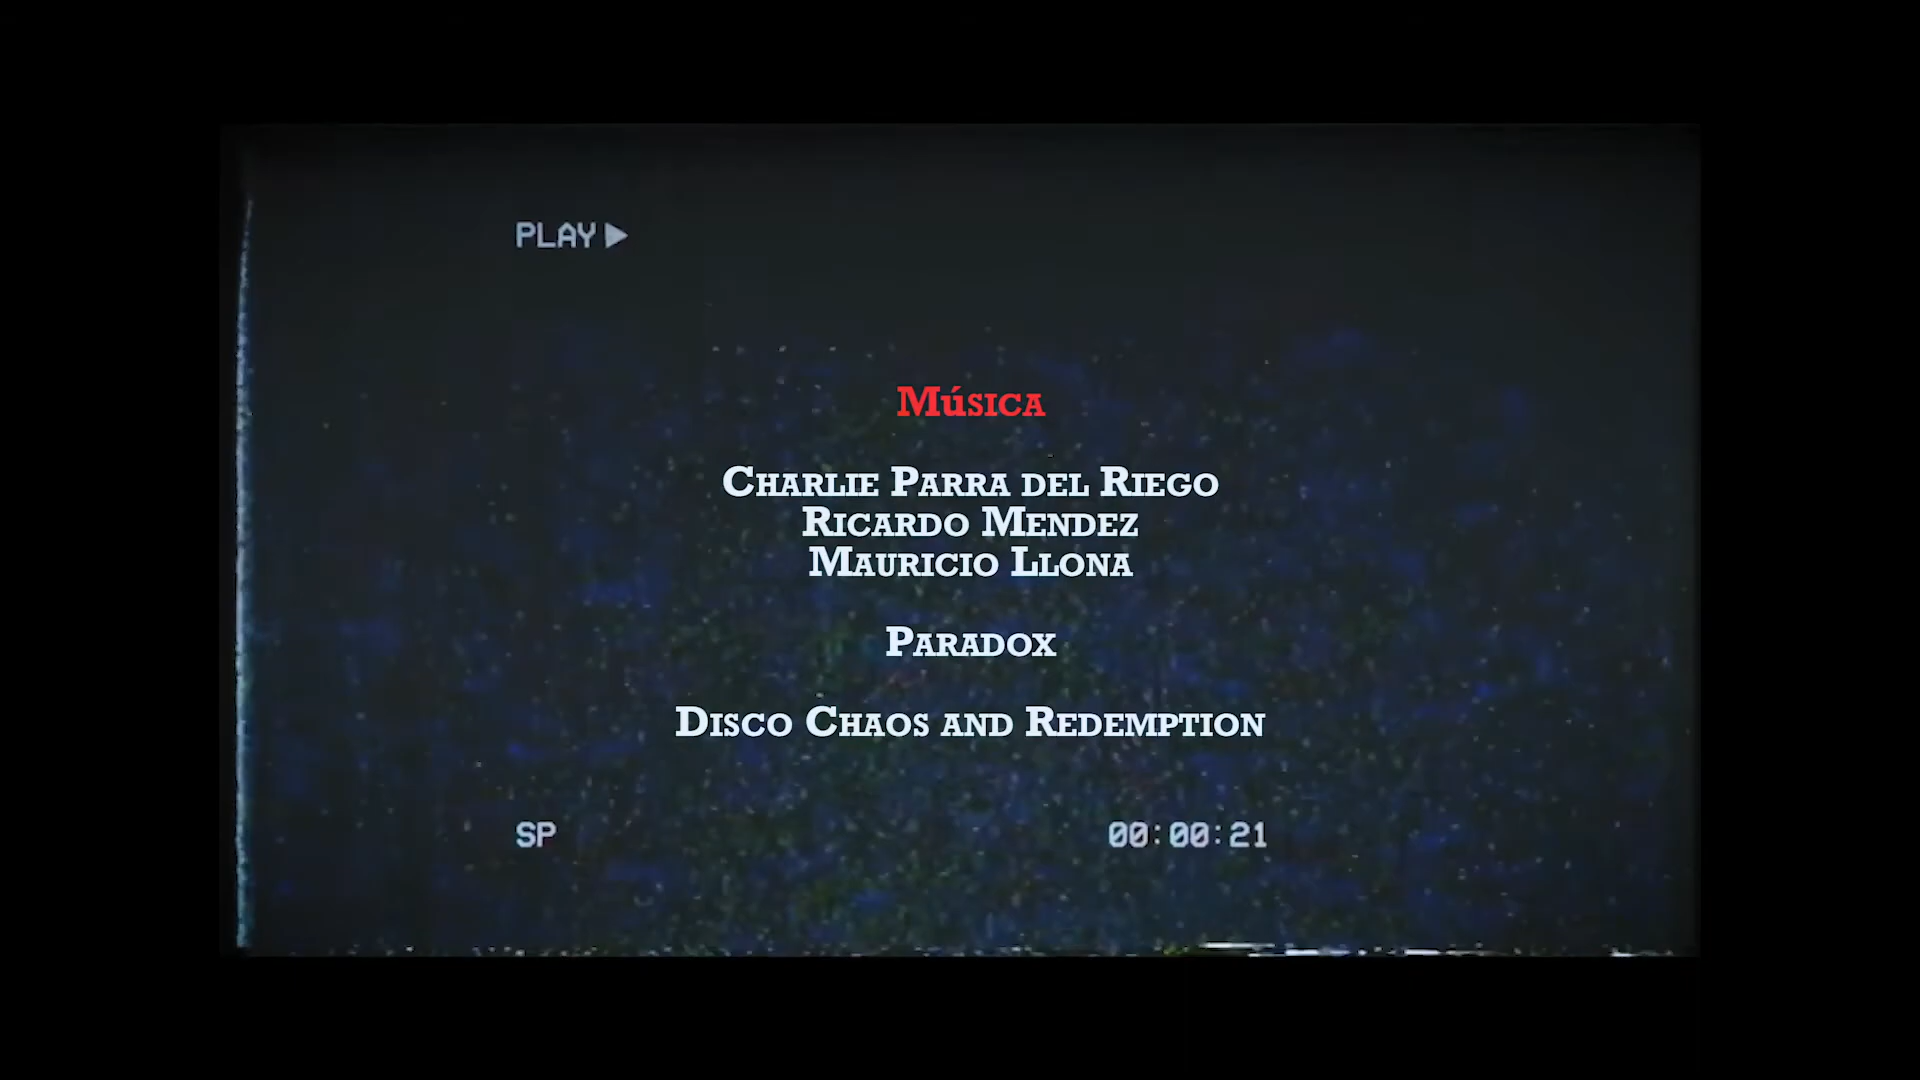 PLAY ▶
Música
Charlie Parra del Riego
Ricardo Mendez
Mauricio Llona
Paradox
Disco Chaos and Redemption
SP
00:00:21